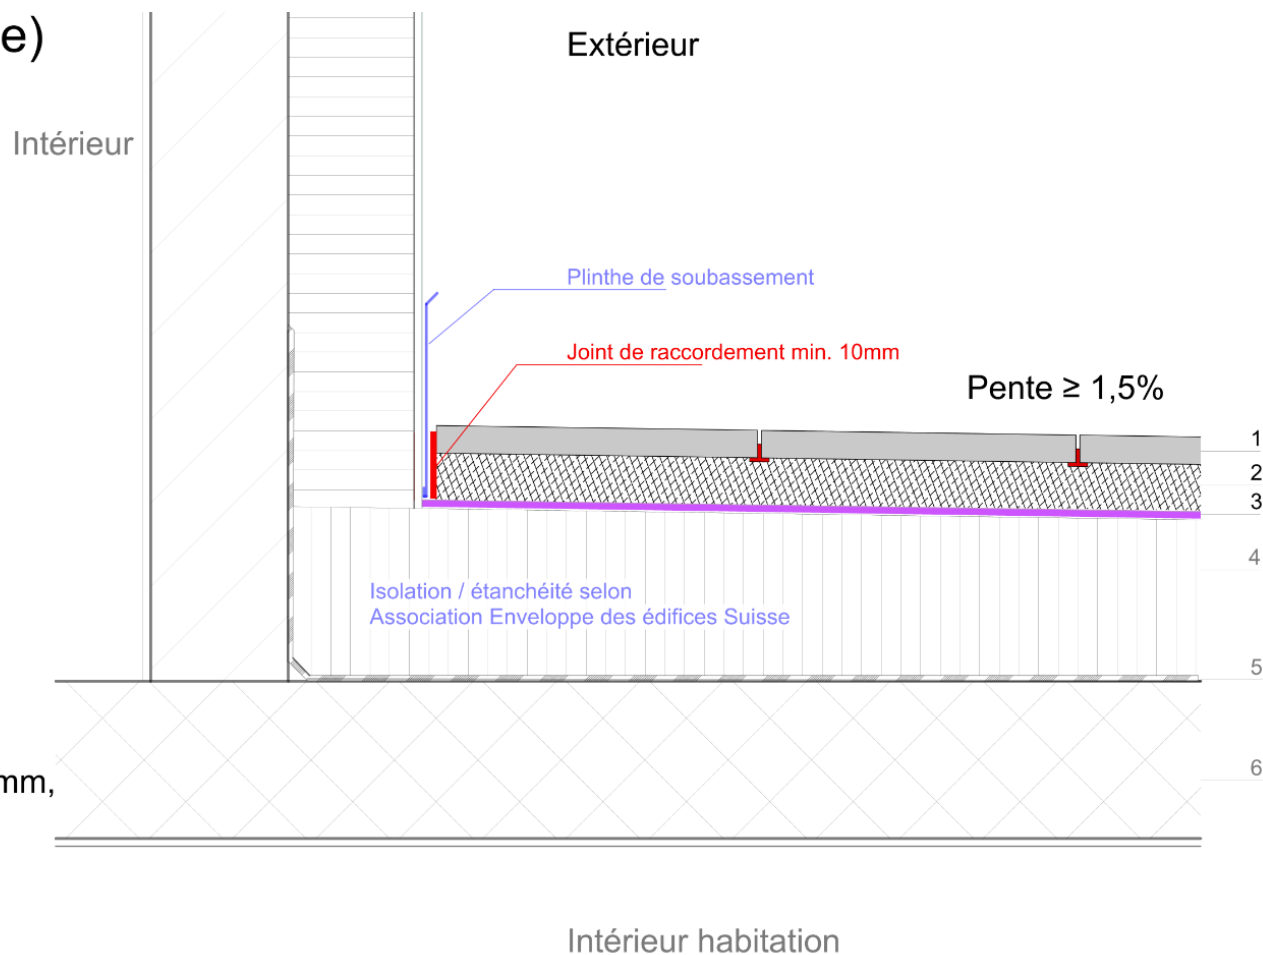 e)
Extérieur
Intérieur
Plinthe de soubassement
Joint de raccordement min. 10mm
Pente ≥ 1,5%
1
2
3
4
Isolation / étanchéité selon
Association Enveloppe des édifices Suisse
5
6
mm,
Intérieur habitation